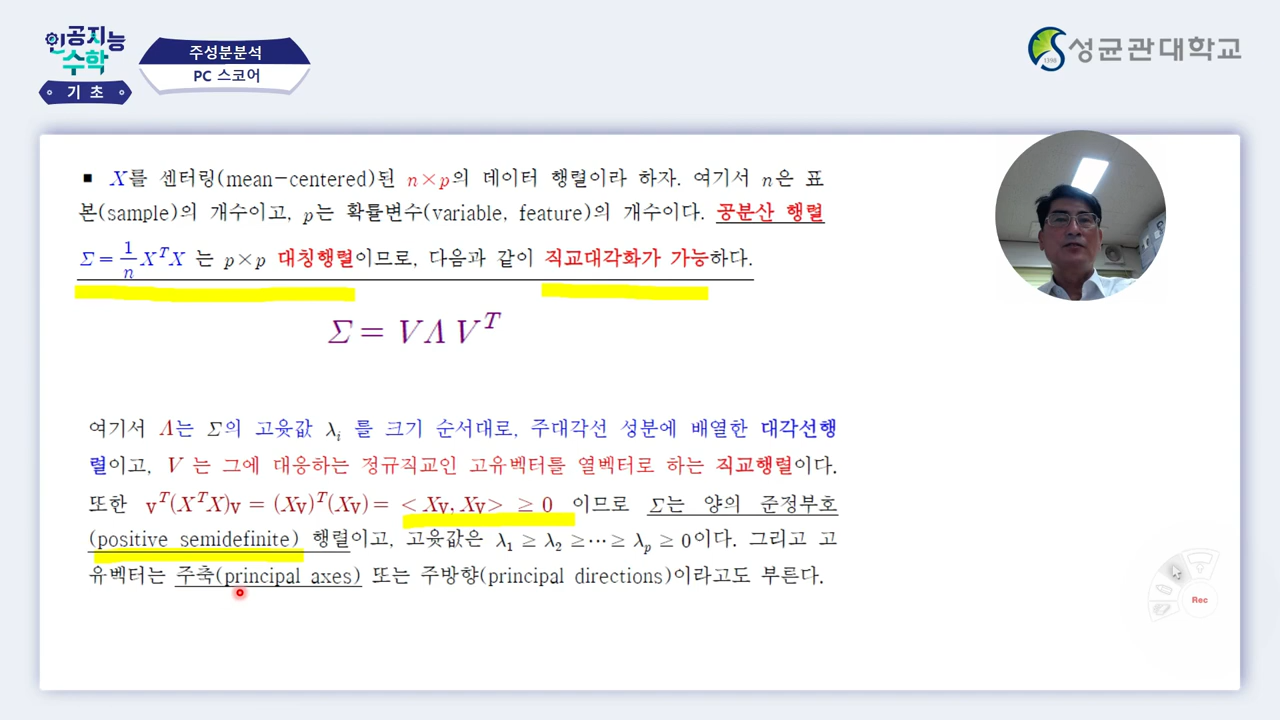 인공지능
수학
기초
주성분분석
PC 스코어
1398
성균관대학교
▪ X를 센터링(mean-centered)된 n×p의 데이터 행렬이라 하자. 여기서 n은 표
본(sample)의 개수이고, p는 확률변수(variable, feature)의 개수이다. 공분산 행렬
Σ = 1/n XᵀX 는 p×p 대칭행렬이므로, 다음과 같이 직교대각화가 가능하다.
Σ = VΛVᵀ
여기서 Λ는 Σ의 고윳값 λᵢ 를 크기 순서대로, 주대각선 성분에 배열한 대각선행
렬이고, V 는 그에 대응하는 정규직교인 고유벡터를 열벡터로 하는 직교행렬이다.
또한 vᵀ(XᵀX)v = (Xv)ᵀ(Xv) = < Xv, Xv > ≥ 0 이므로 Σ는 양의 준정부호
(positive semidefinite) 행렬이고, 고윳값은 λ₁ ≥ λ₂ ≥ ⋯ ≥ λₚ ≥ 0이다. 그리고 고
유벡터는 주축(principal axes) 또는 주방향(principal directions)이라고도 부른다.
Rec